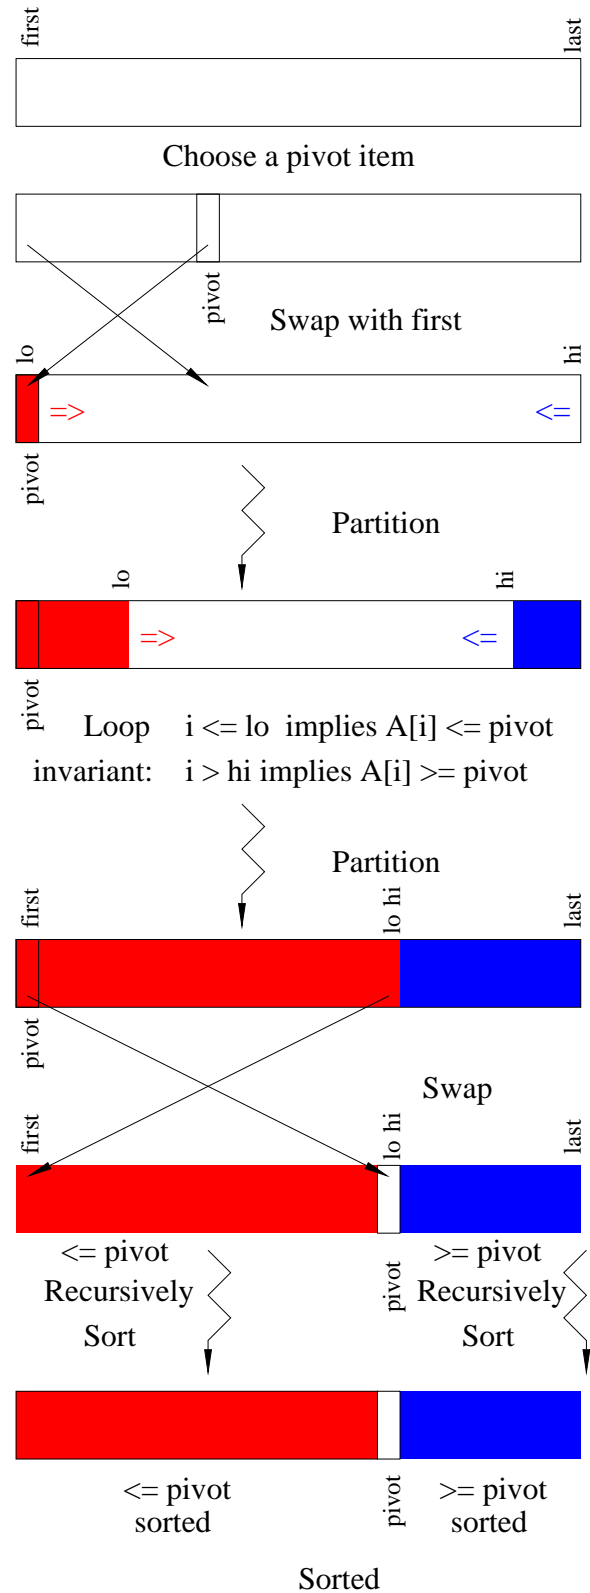 first
last
Choose a pivot item
pivot
Swap with first
lo
hi
=>
<=
pivot
Partition
lo
hi
=>
<=
pivot
Loop i <= lo implies A[i] <= pivot
invariant: i > hi implies A[i] >= pivot
Partition
first
lo hi
last
pivot
Swap
first
lo hi
last
<= pivot
>= pivot
pivot
Recursively
Recursively
Sort
Sort
<= pivot
pivot
>= pivot
sorted
sorted
Sorted